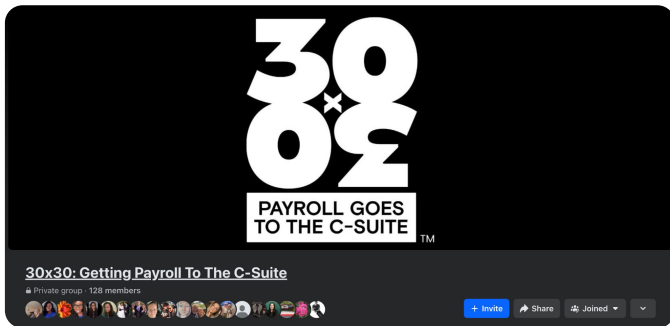 30
x
30
PAYROLL GOES
TO THE C-SUITE
TM
30x30: Getting Payroll To The C-Suite
Private group · 128 members
+ Invite
Share
Joined